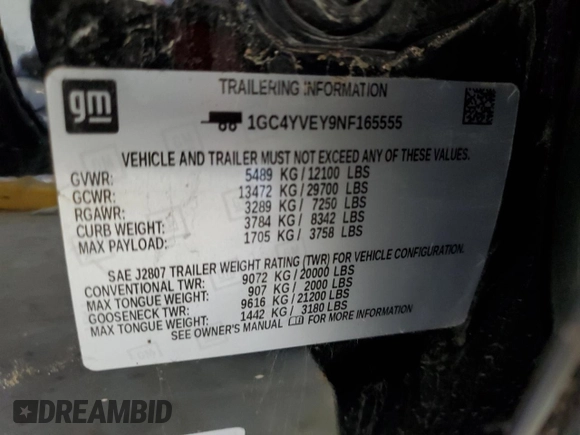 gm
TRAILERING INFORMATION
1GC4YVEY9NF165555
VEHICLE AND TRAILER MUST NOT EXCEED ANY OF THESE VALUES.
GVWR: 5489 KG/12100 LBS
GCWR: 13472 KG/29700 LBS
RGAWR: 3289 KG/ 7250 LBS
CURB WEIGHT: 3784 KG/ 8342 LBS
MAX PAYLOAD: 1705 KG/ 3758 LBS
SAE J2807 TRAILER WEIGHT RATING (TWR) FOR VEHICLE CONFIGURATION.
CONVENTIONAL TWR: 9072 KG/20000 LBS
MAX TONGUE WEIGHT: 907 KG/ 2000 LBS
GOOSENECK TWR: 9616 KG/21200 LBS
MAX TONGUE WEIGHT: 1442 KG/ 3180 LBS
SEE OWNER'S MANUAL FOR MORE INFORMATION
DREAMBID